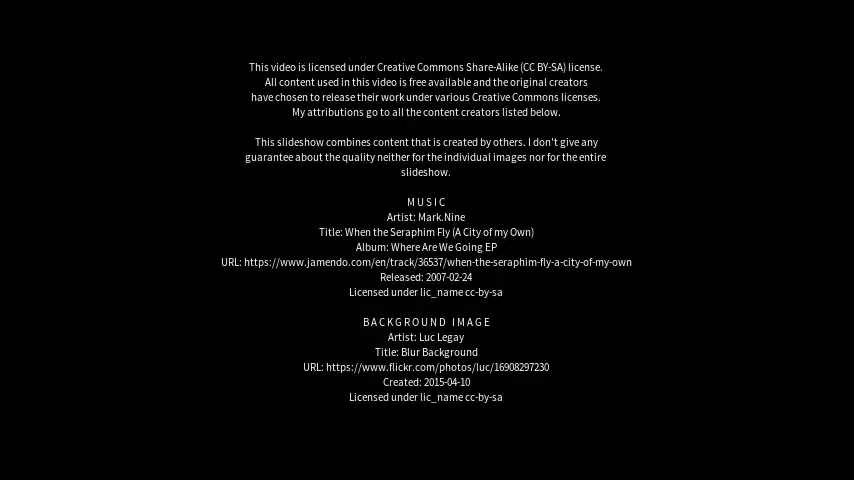 This video is licensed under Creative Commons Share-Alike (CC BY-SA) license.
All content used in this video is free available and the original creators
have chosen to release their work under various Creative Commons licenses.
My attributions go to all the content creators listed below.
This slideshow combines content that is created by others. I don't give any
guarantee about the quality neither for the individual images nor for the entire
slideshow.
MUSIC
Artist: Mark.Nine
Title: When the Seraphim Fly (A City of my Own)
Album: Where Are We Going EP
URL: https://www.jamendo.com/en/track/36537/when-the-seraphim-fly-a-city-of-my-own
Released: 2007-02-24
Licensed under lic_name cc-by-sa
BACKGROUND IMAGE
Artist: Luc Legay
Title: Blur Background
URL: https://www.flickr.com/photos/luc/16908297230
Created: 2015-04-10
Licensed under lic_name cc-by-sa